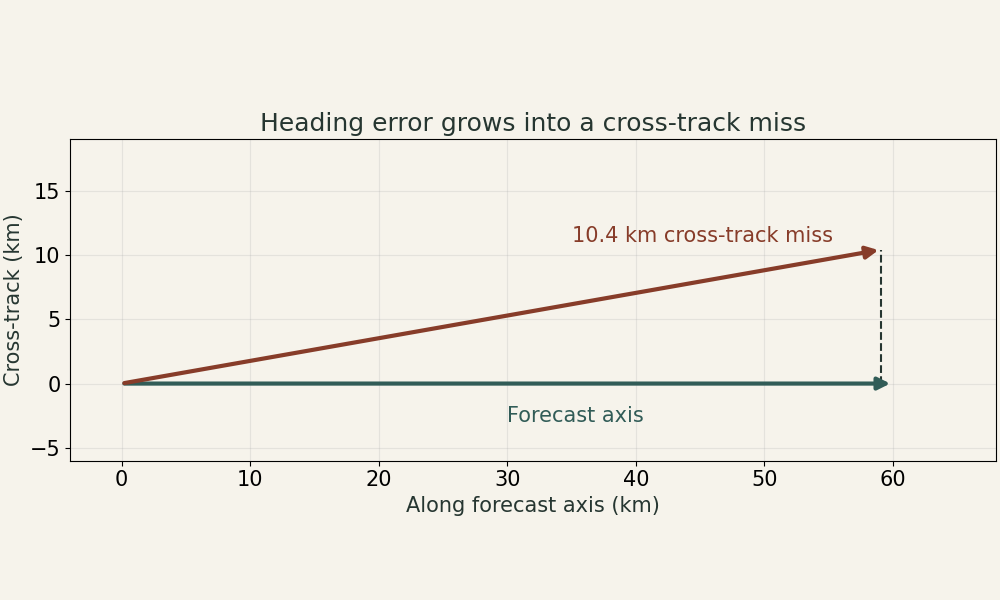 Heading error grows into a cross-track miss
15
10
5
0
−5
Cross-track (km)
10.4 km cross-track miss
Forecast axis
0 10 20 30 40 50 60
Along forecast axis (km)